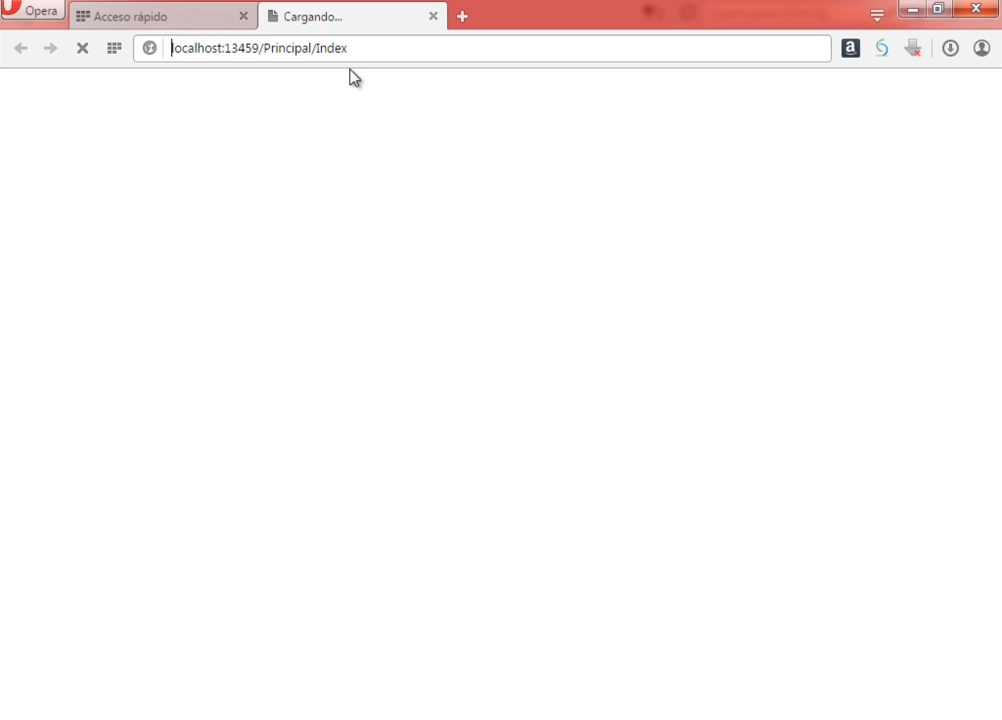 Opera
Acceso rápido
Cargando...
localhost:13459/Principal/Index
a